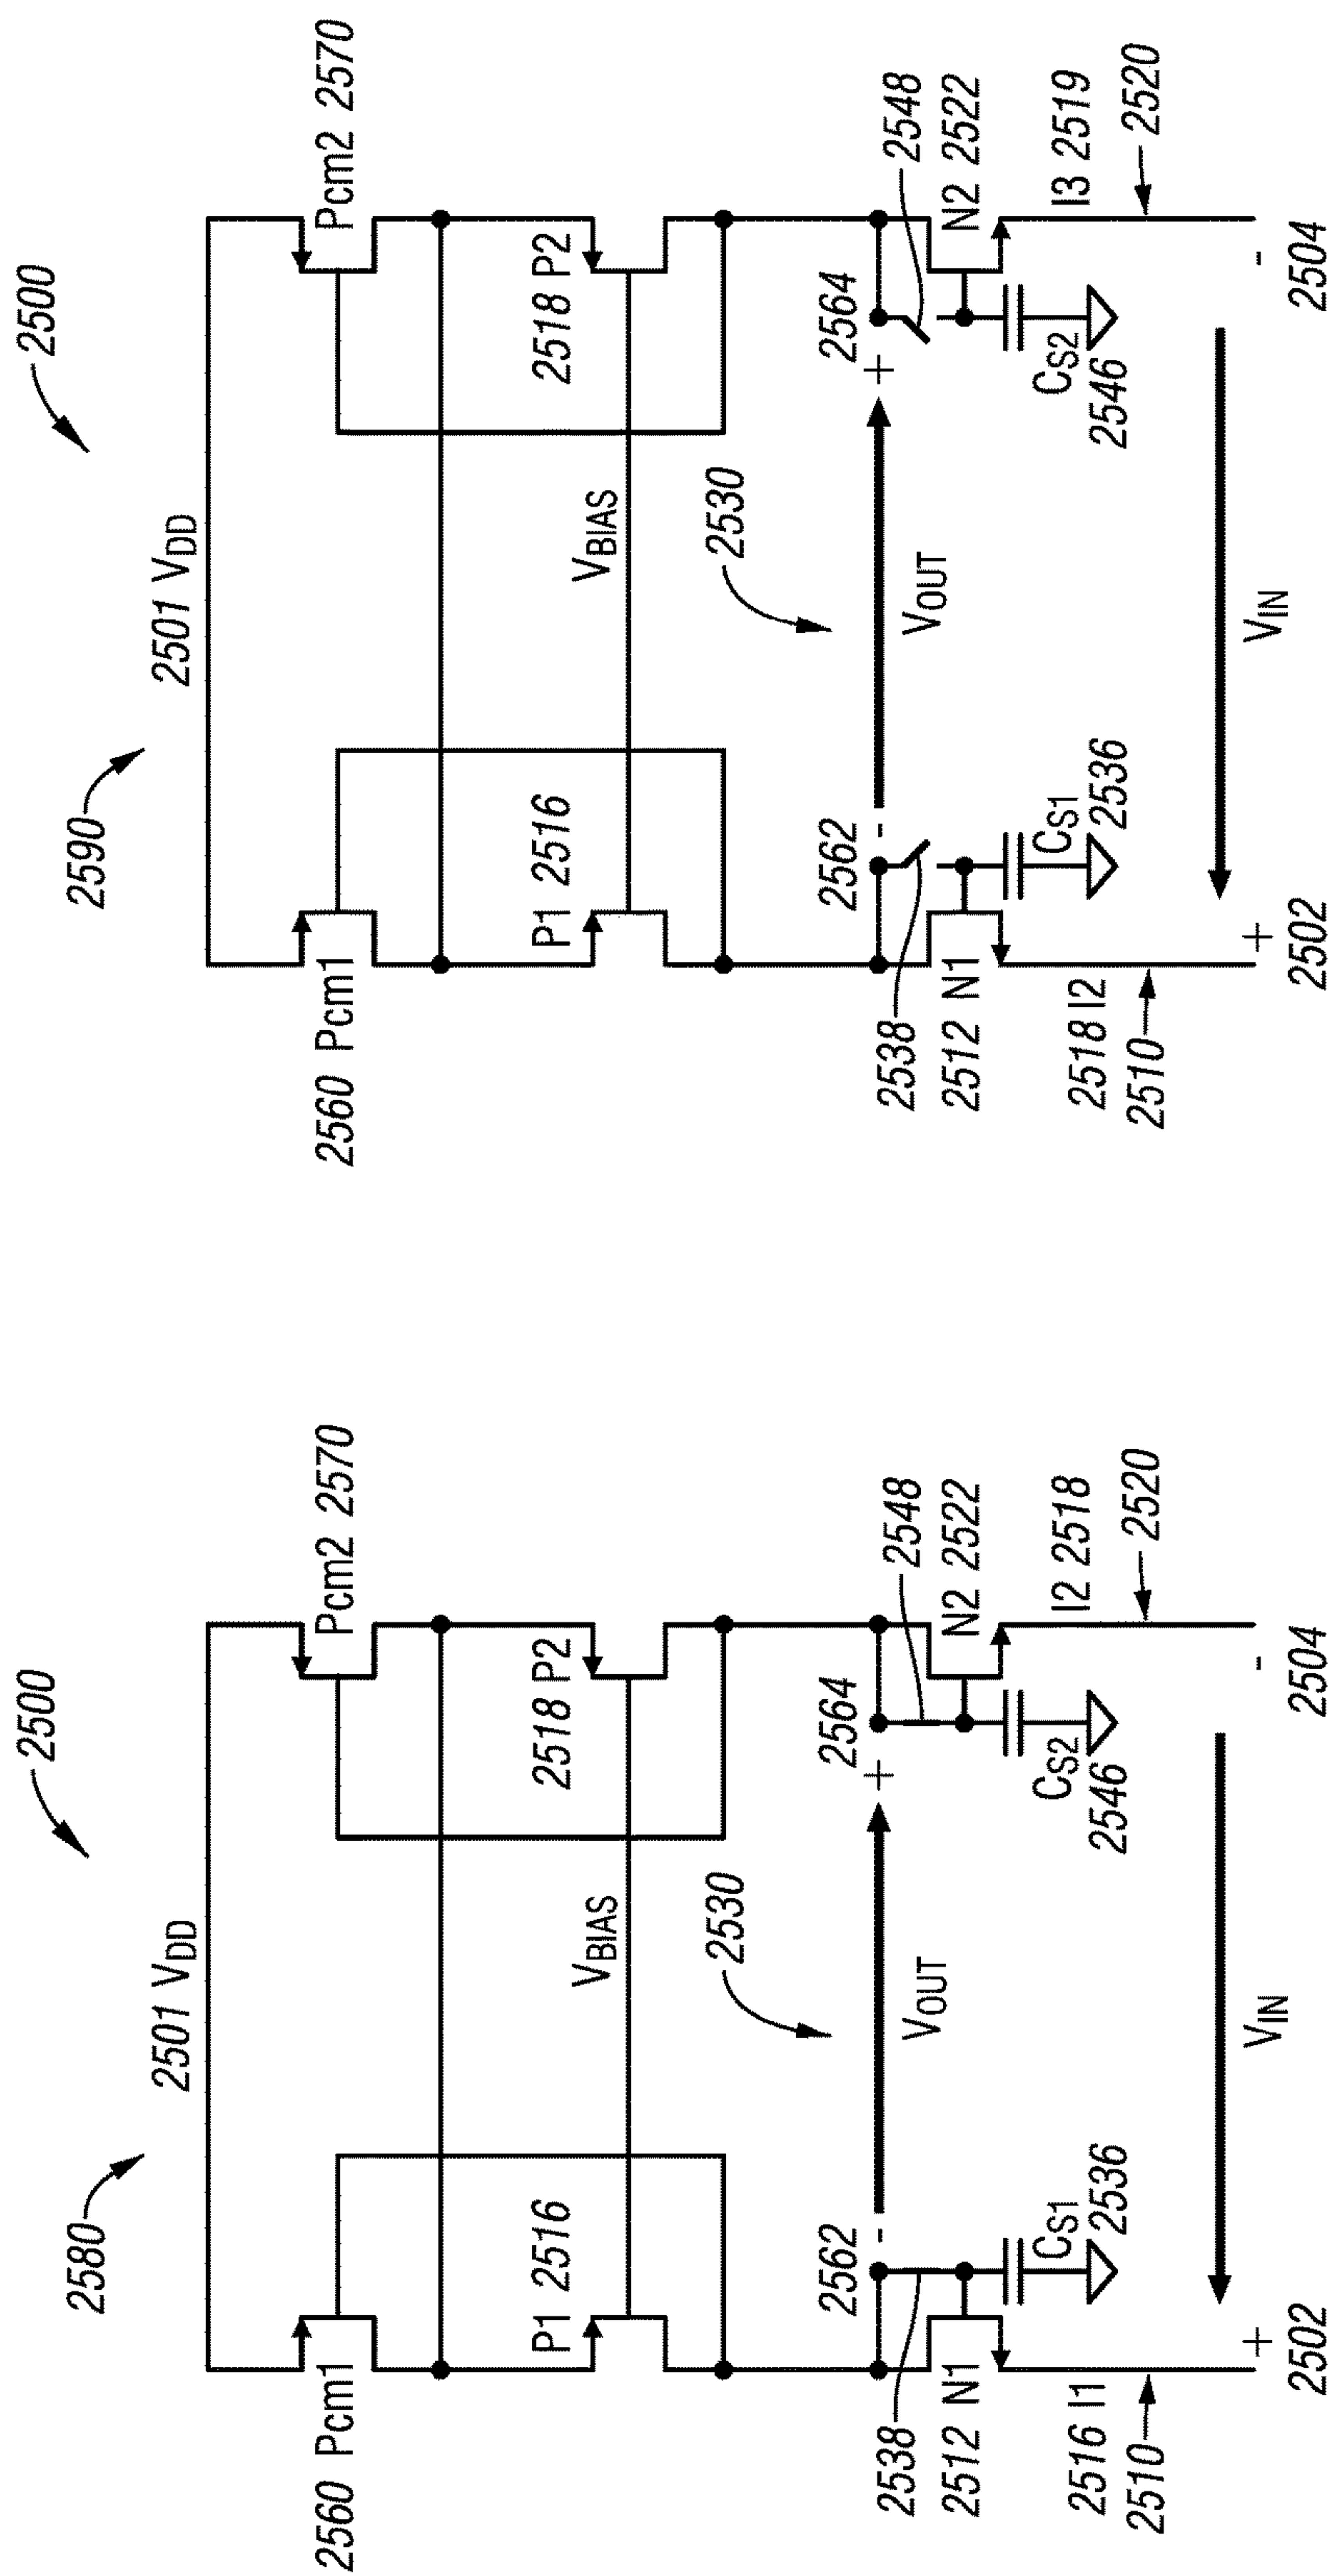 2500
2580
2501 VDD
2560 Pcm1
Pcm2 2570
P1 2516
2518 P2
VBIAS
2530
2562
2564
-
+
VOUT
2538
2548
2512 N1
N2 2522
CS1
2536
CS2
2546
2516 I1
I2 2518
2510
2520
VIN
+
-
2502
2504
2500
2590
2501 VDD
2560 Pcm1
Pcm2 2570
P1 2516
2518 P2
VBIAS
2530
2562
2564
-
+
VOUT
2538
2548
2512 N1
N2 2522
CS1
2536
CS2
2546
2518 I2
I3 2519
2510
2520
VIN
+
-
2502
2504